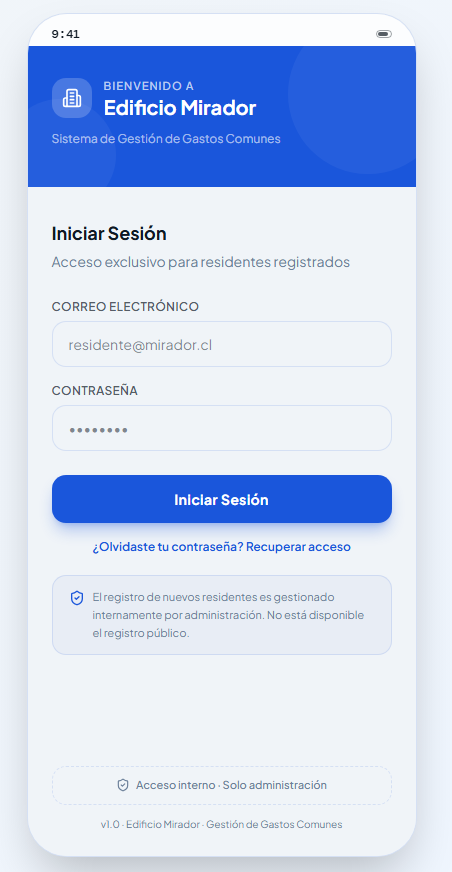 9:41
BIENVENIDO A
Edificio Mirador
Sistema de Gestión de Gastos Comunes
Iniciar Sesión
Acceso exclusivo para residentes registrados
CORREO ELECTRÓNICO
residente@mirador.cl
CONTRASEÑA
••••••••
Iniciar Sesión
¿Olvidaste tu contraseña? Recuperar acceso
El registro de nuevos residentes es gestionado
internamente por administración. No está disponible
el registro público.
Acceso interno · Solo administración
v1.0 · Edificio Mirador · Gestión de Gastos Comunes